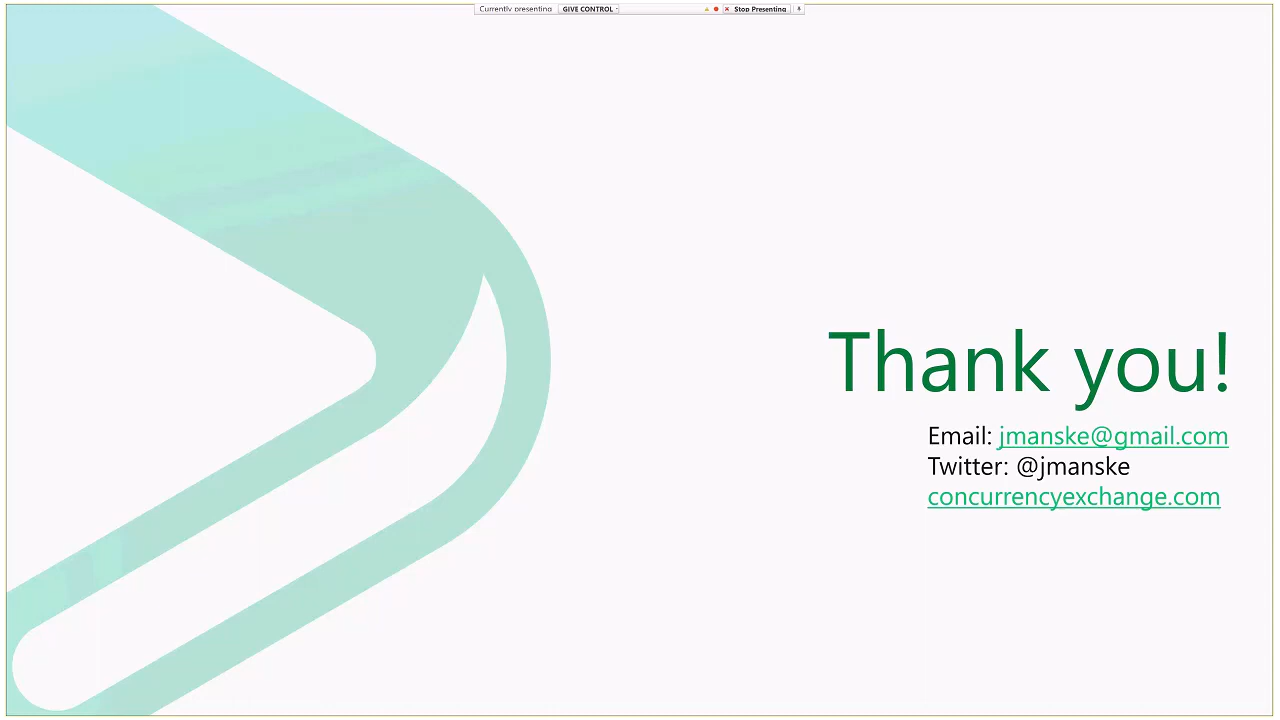 Currently presenting GIVE CONTROL Stop Presenting
Thank you!
Email: jmanske@gmail.com
Twitter: @jmanske
concurrencyexchange.com